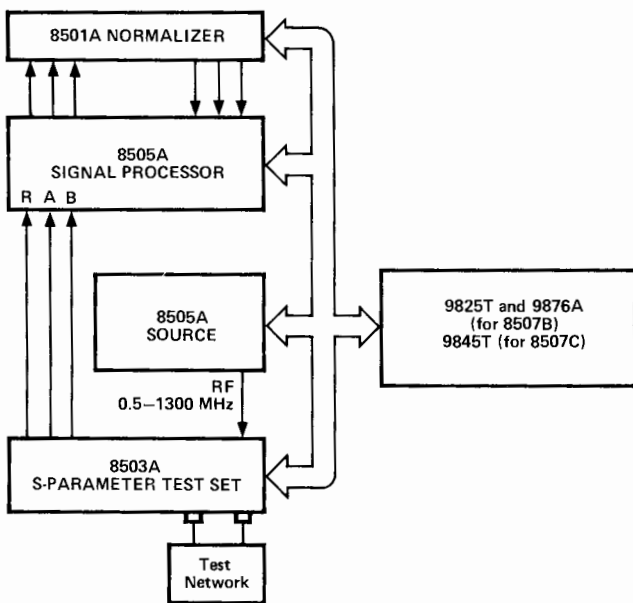 8501A NORMALIZER
8505A
SIGNAL PROCESSOR
R A B
8505A
SOURCE
RF
0.5–1300 MHz
9825T and 9876A
(for 8507B)
9845T (for 8507C)
8503A
S-PARAMETER TEST SET
Test
Network